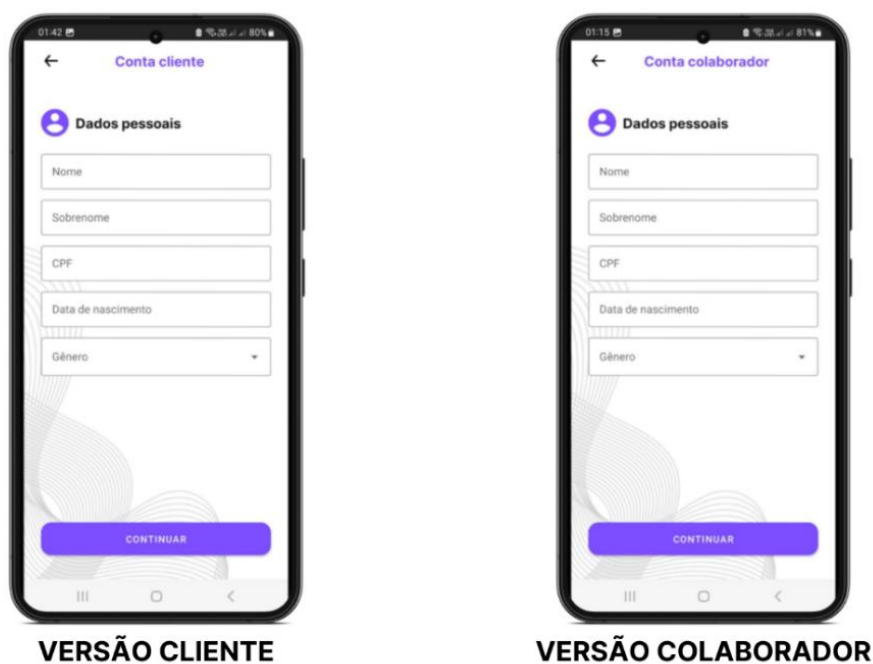 01:42
80%
Conta cliente
Dados pessoais
Nome
Sobrenome
CPF
Data de nascimento
Gênero
CONTINUAR
VERSÃO CLIENTE
01:15
81%
Conta colaborador
Dados pessoais
Nome
Sobrenome
CPF
Data de nascimento
Gênero
CONTINUAR
VERSÃO COLABORADOR